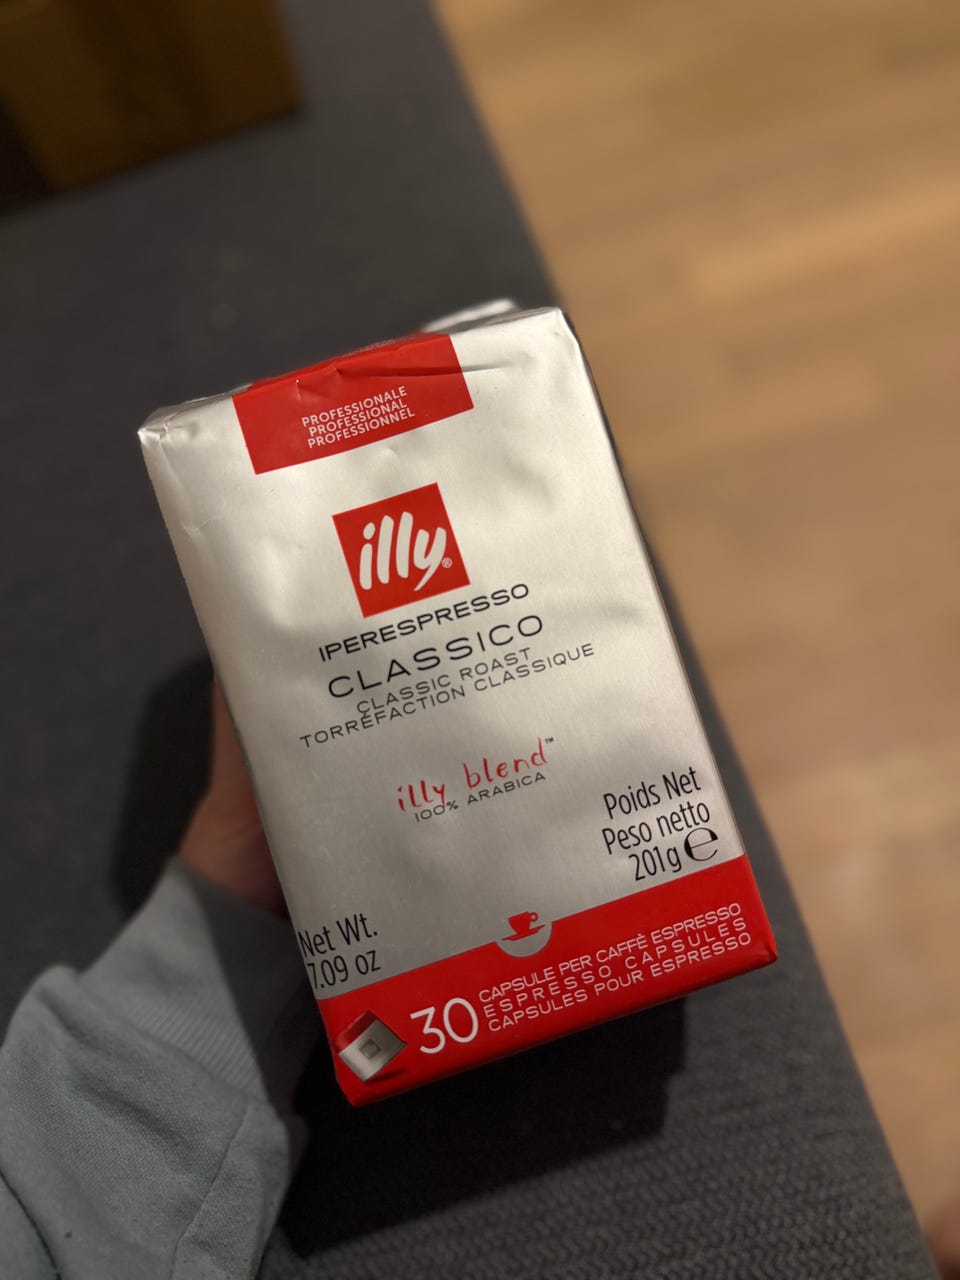 PROFESSIONALE
PROFESSIONAL
PROFESSIONNEL
illy®
IPERESPRESSO
CLASSICO
CLASSIC ROAST
TORREFACTION CLASSIQUE
illy blend™
100% ARABICA
Poids Net
Peso netto
201g ℮
Net Wt.
7.09 oz
30
CAPSULE PER CAFFÈ ESPRESSO
ESPRESSO CAPSULES
CAPSULES POUR ESPRESSO